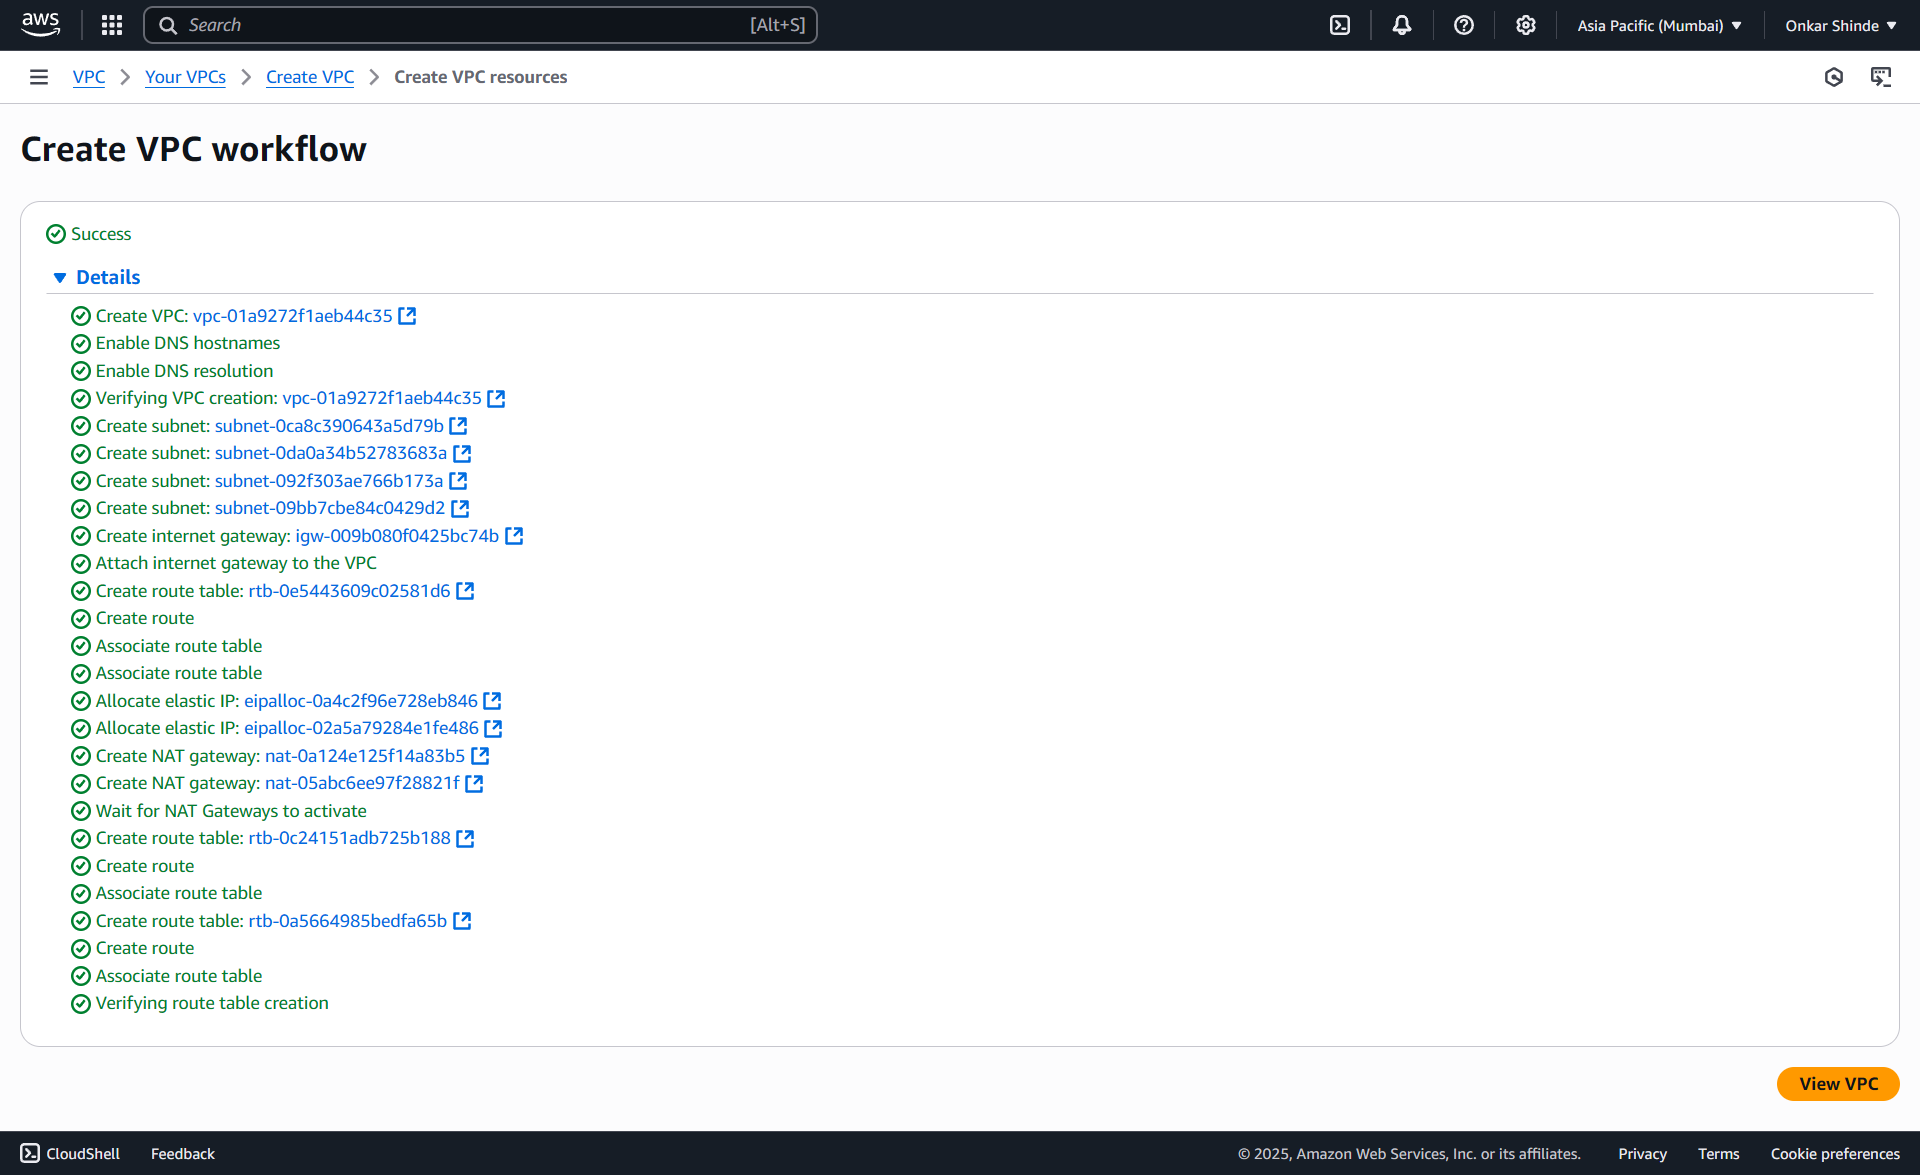 aws
Search [Alt+S]
Asia Pacific (Mumbai)
Onkar Shinde
VPC > Your VPCs > Create VPC > Create VPC resources
Create VPC workflow
Success
Details
Create VPC: vpc-01a9272f1aeb44c35
Enable DNS hostnames
Enable DNS resolution
Verifying VPC creation: vpc-01a9272f1aeb44c35
Create subnet: subnet-0ca8c390643a5d79b
Create subnet: subnet-0da0a34b52783683a
Create subnet: subnet-092f303ae766b173a
Create subnet: subnet-09bb7cbe84c0429d2
Create internet gateway: igw-009b080f0425bc74b
Attach internet gateway to the VPC
Create route table: rtb-0e5443609c02581d6
Create route
Associate route table
Associate route table
Allocate elastic IP: eipalloc-0a4c2f96e728eb846
Allocate elastic IP: eipalloc-02a5a79284e1fe486
Create NAT gateway: nat-0a124e125f14a83b5
Create NAT gateway: nat-05abc6ee97f28821f
Wait for NAT Gateways to activate
Create route table: rtb-0c24151adb725b188
Create route
Associate route table
Create route table: rtb-0a5664985bedfa65b
Create route
Associate route table
Verifying route table creation
View VPC
CloudShell
Feedback
© 2025, Amazon Web Services, Inc. or its affiliates.
Privacy
Terms
Cookie preferences